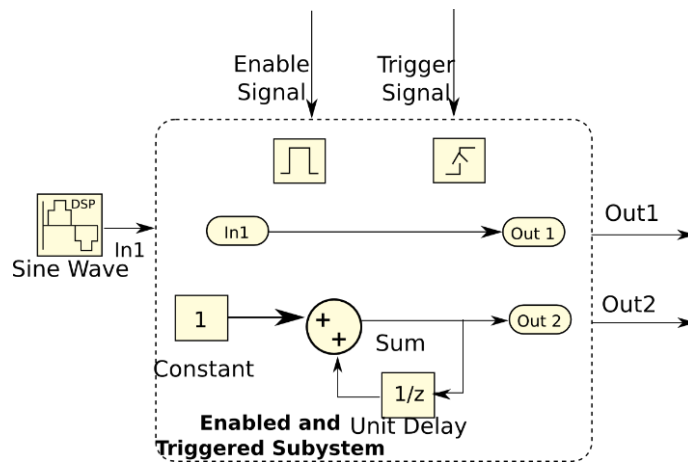 Enable
Signal
Trigger
Signal
DSP
In1
Sine Wave
In1
Out 1
Out1
1
Constant
+
+
Sum
Out 2
Out2
1/z
Unit Delay
Enabled and
Triggered Subystem